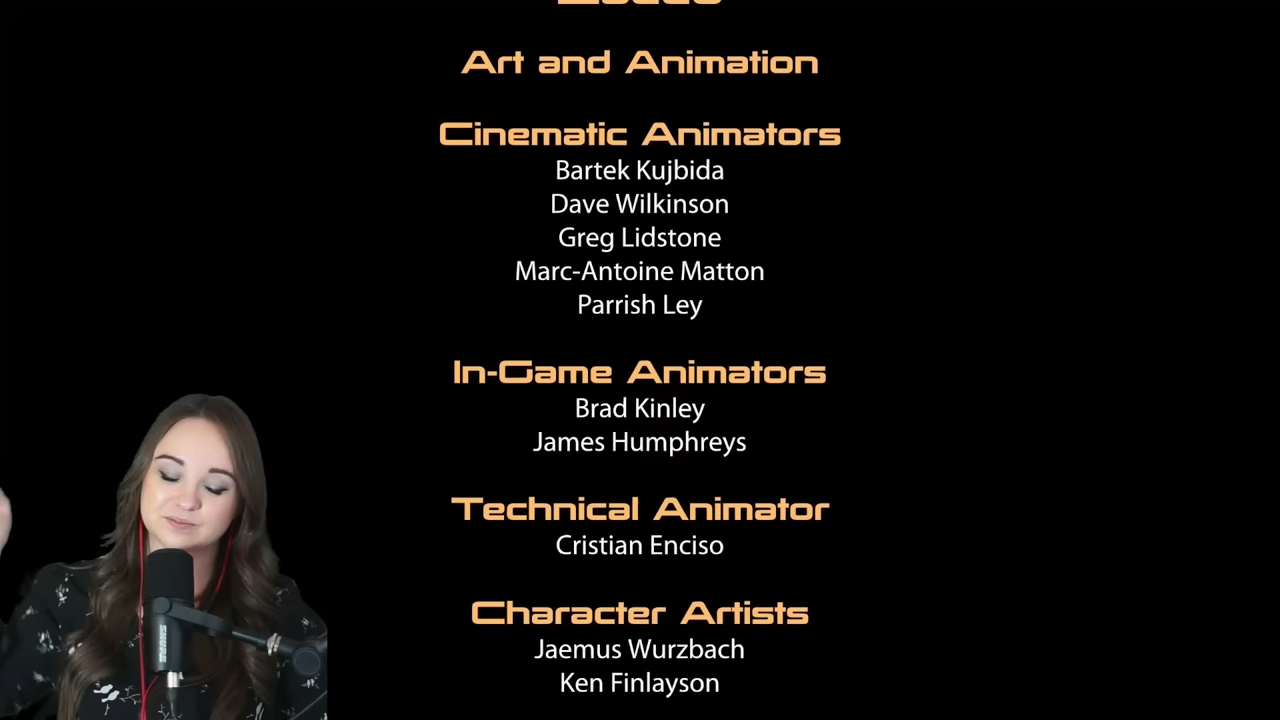 Art and Animation
Cinematic Animators
Bartek Kujbida
Dave Wilkinson
Greg Lidstone
Marc-Antoine Matton
Parrish Ley
In-Game Animators
Brad Kinley
James Humphreys
Technical Animator
Cristian Enciso
Character Artists
Jaemus Wurzbach
Ken Finlayson
SHURE